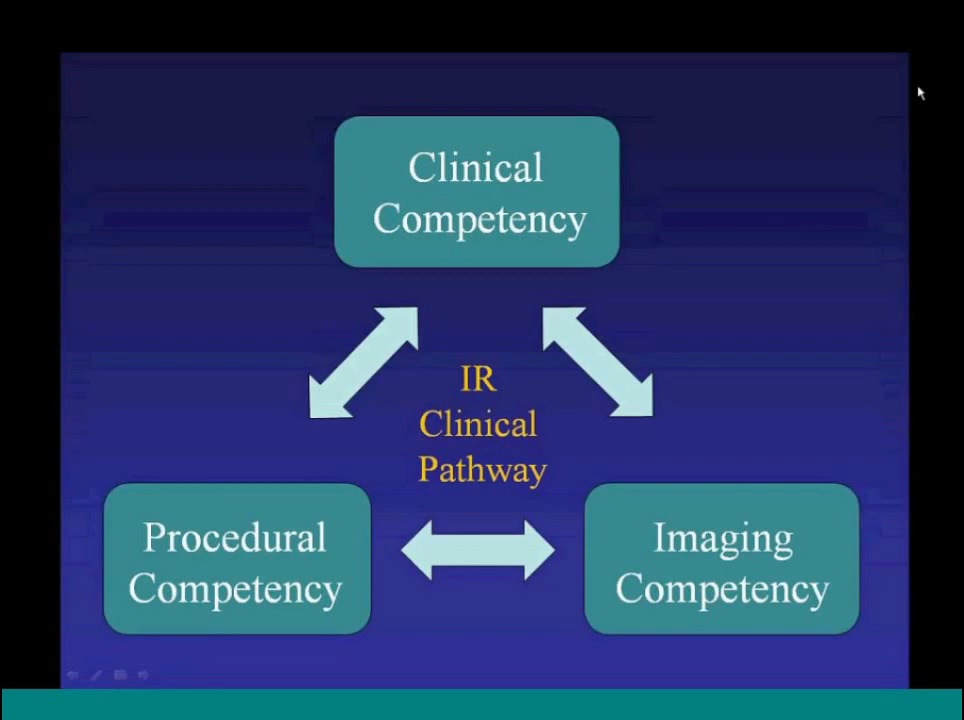 Clinical
Competency
IR
Clinical
Pathway
Procedural
Competency
Imaging
Competency